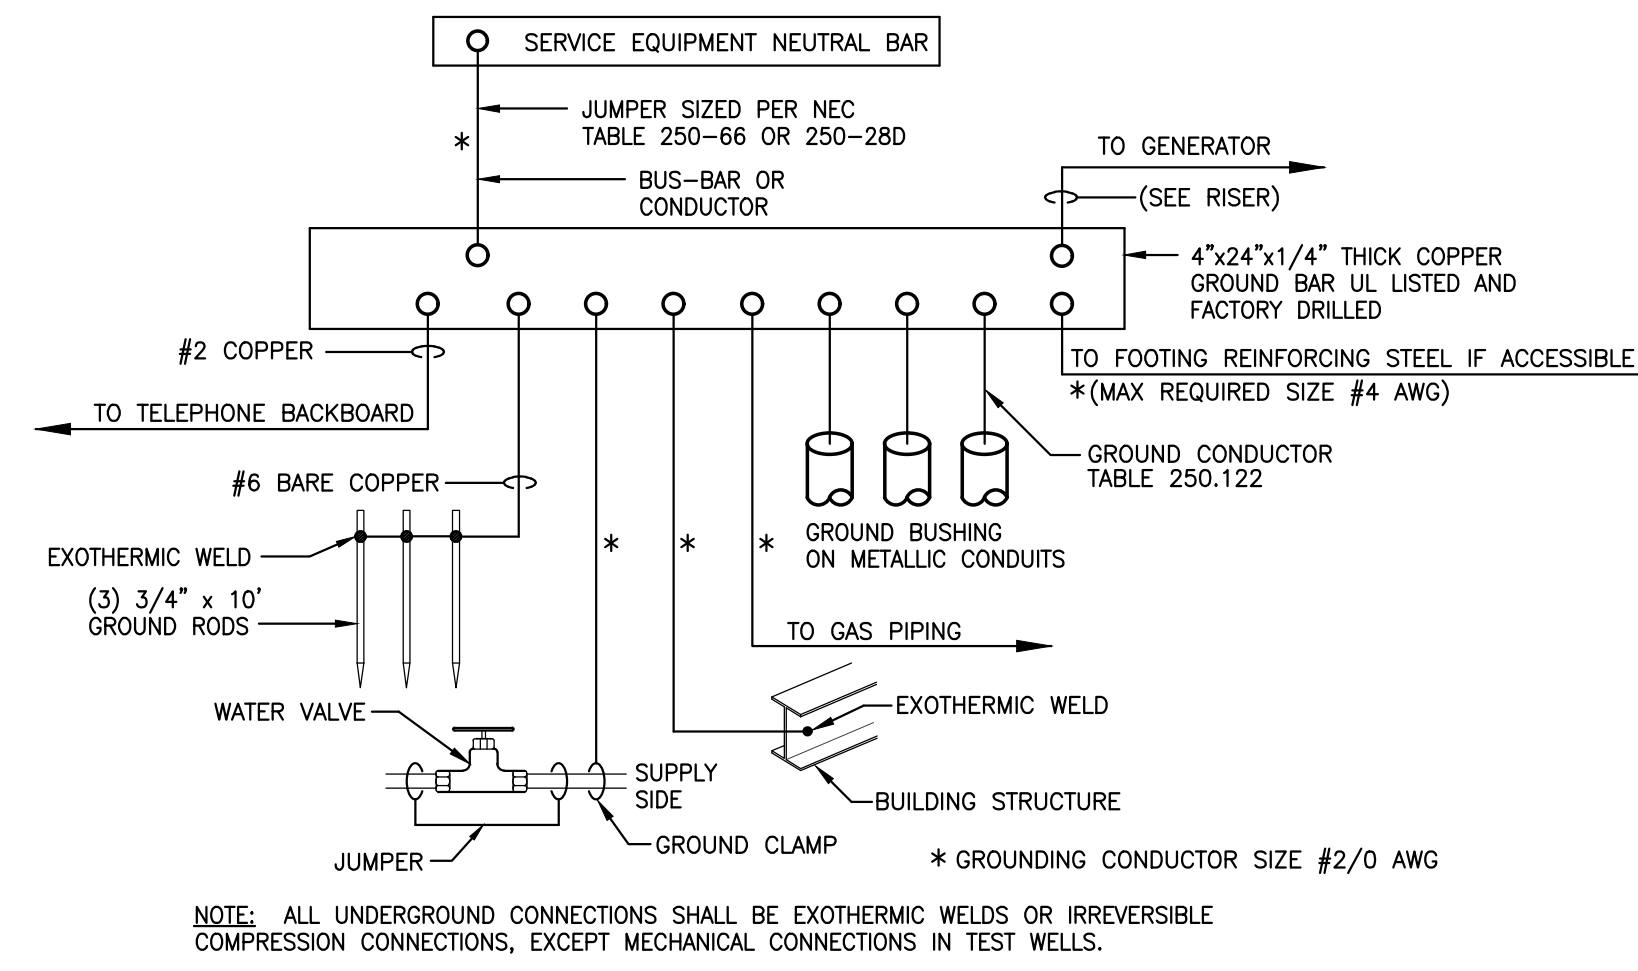 SERVICE EQUIPMENT NEUTRAL BAR
JUMPER SIZED PER NEC
TABLE 250-66 OR 250-28D
*
BUS-BAR OR
CONDUCTOR
TO GENERATOR
(SEE RISER)
4"x24"x1/4" THICK COPPER
GROUND BAR UL LISTED AND
FACTORY DRILLED
#2 COPPER
TO TELEPHONE BACKBOARD
TO FOOTING REINFORCING STEEL IF ACCESSIBLE
*(MAX REQUIRED SIZE #4 AWG)
GROUND CONDUCTOR
TABLE 250.122
#6 BARE COPPER
GROUND BUSHING
ON METALLIC CONDUITS
* * *
EXOTHERMIC WELD
(3) 3/4" x 10'
GROUND RODS
TO GAS PIPING
WATER VALVE
EXOTHERMIC WELD
SUPPLY
SIDE
BUILDING STRUCTURE
GROUND CLAMP
JUMPER
* GROUNDING CONDUCTOR SIZE #2/0 AWG
NOTE: ALL UNDERGROUND CONNECTIONS SHALL BE EXOTHERMIC WELDS OR IRREVERSIBLE
COMPRESSION CONNECTIONS, EXCEPT MECHANICAL CONNECTIONS IN TEST WELLS.